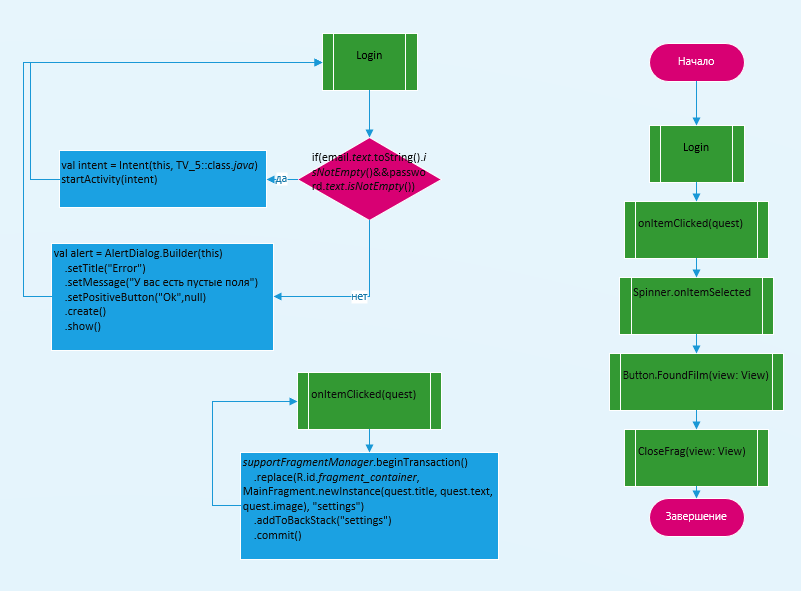 Login
if(email.text.toString().i
sNotEmpty()&&passwo
rd.text.isNotEmpty())
да
val intent = Intent(this, TV_5::class.java)
startActivity(intent)
нет
val alert = AlertDialog.Builder(this)
.setTitle("Error")
.setMessage("У вас есть пустые поля")
.setPositiveButton("Ok",null)
.create()
.show()
onItemClicked(quest)
supportFragmentManager.beginTransaction()
.replace(R.id.fragment_container,
MainFragment.newInstance(quest.title, quest.text,
quest.image), "settings")
.addToBackStack("settings")
.commit()
Начало
Login
onItemClicked(quest)
Spinner.onItemSelected
Button.FoundFilm(view: View)
CloseFrag(view: View)
Завершение